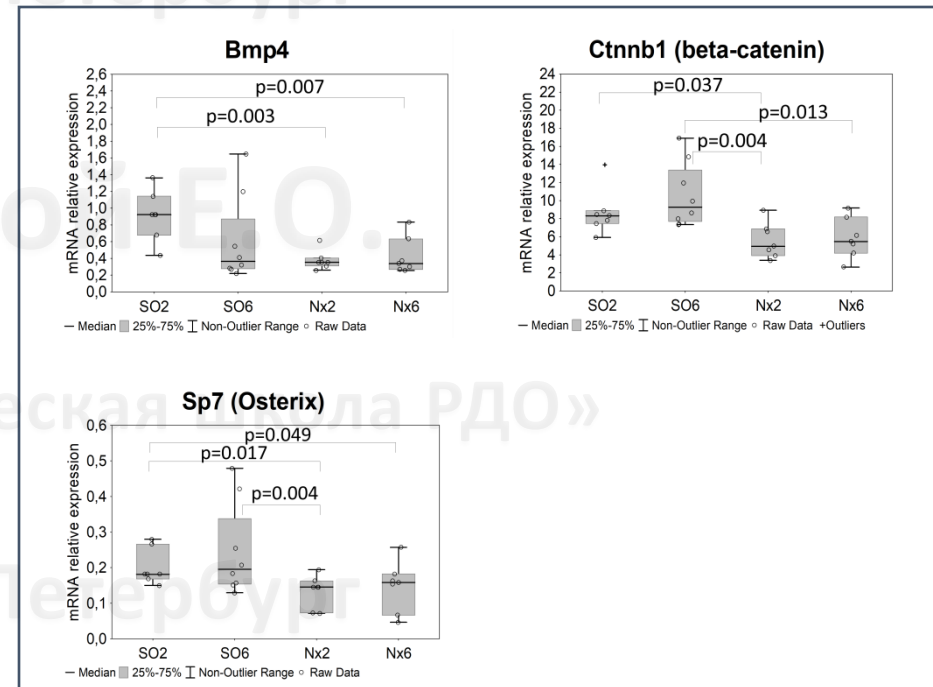 Петербург
Bmp4
mRNA relative expression
2,6
2,4
2,2
2,0
1,8
1,6
1,4
1,2
1,0
0,8
0,6
0,4
0,2
0,0
p=0.007
p=0.003
SO2 SO6 Nx2 Nx6
Median 25%-75% Non-Outlier Range Raw Data
Ctnnb1 (beta-catenin)
mRNA relative expression
24
22
20
18
16
14
12
10
8
6
4
2
0
p=0.037
p=0.013
p=0.004
SO2 SO6 Nx2 Nx6
Median 25%-75% Non-Outlier Range Raw Data +Outliers
ой Е.О.
Sp7 (Osterix)
mRNA relative expression
0,6
0,5
0,4
0,3
0,2
0,1
0,0
p=0.049
p=0.017
p=0.004
SO2 SO6 Nx2 Nx6
Median 25%-75% Non-Outlier Range Raw Data
еская школа РДО»
Петербург